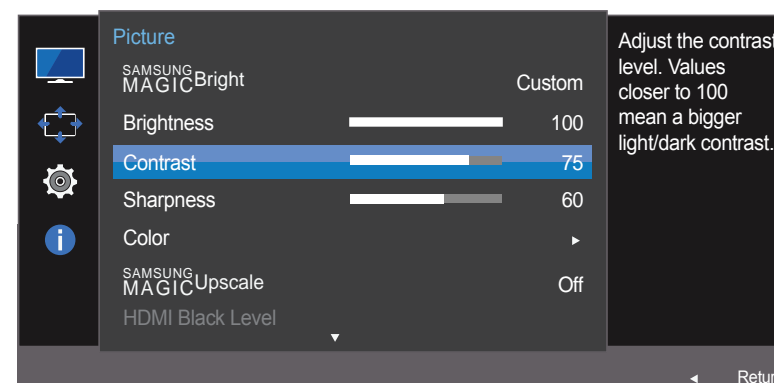 Picture
SAMSUNG
MAGIC Bright Custom
Brightness 100
Contrast 75
Sharpness 60
Color
SAMSUNG
MAGIC Upscale Off
HDMI Black Level
Adjust the contrast
level. Values
closer to 100
mean a bigger
light/dark contrast.